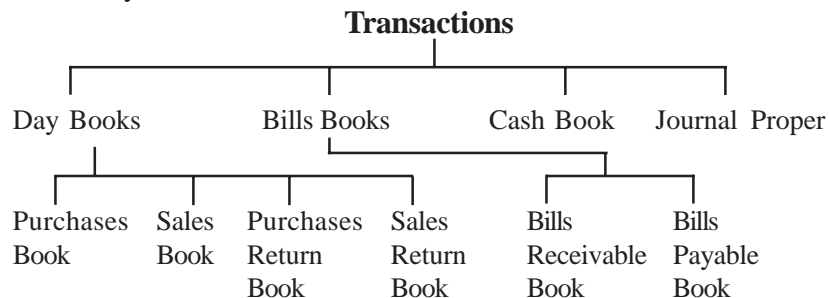 Transactions
Day Books Bills Books Cash Book Journal Proper
Purchases Sales Purchases Sales Bills Bills
Book Book Return Return Receivable Payable
Book Book Book Book